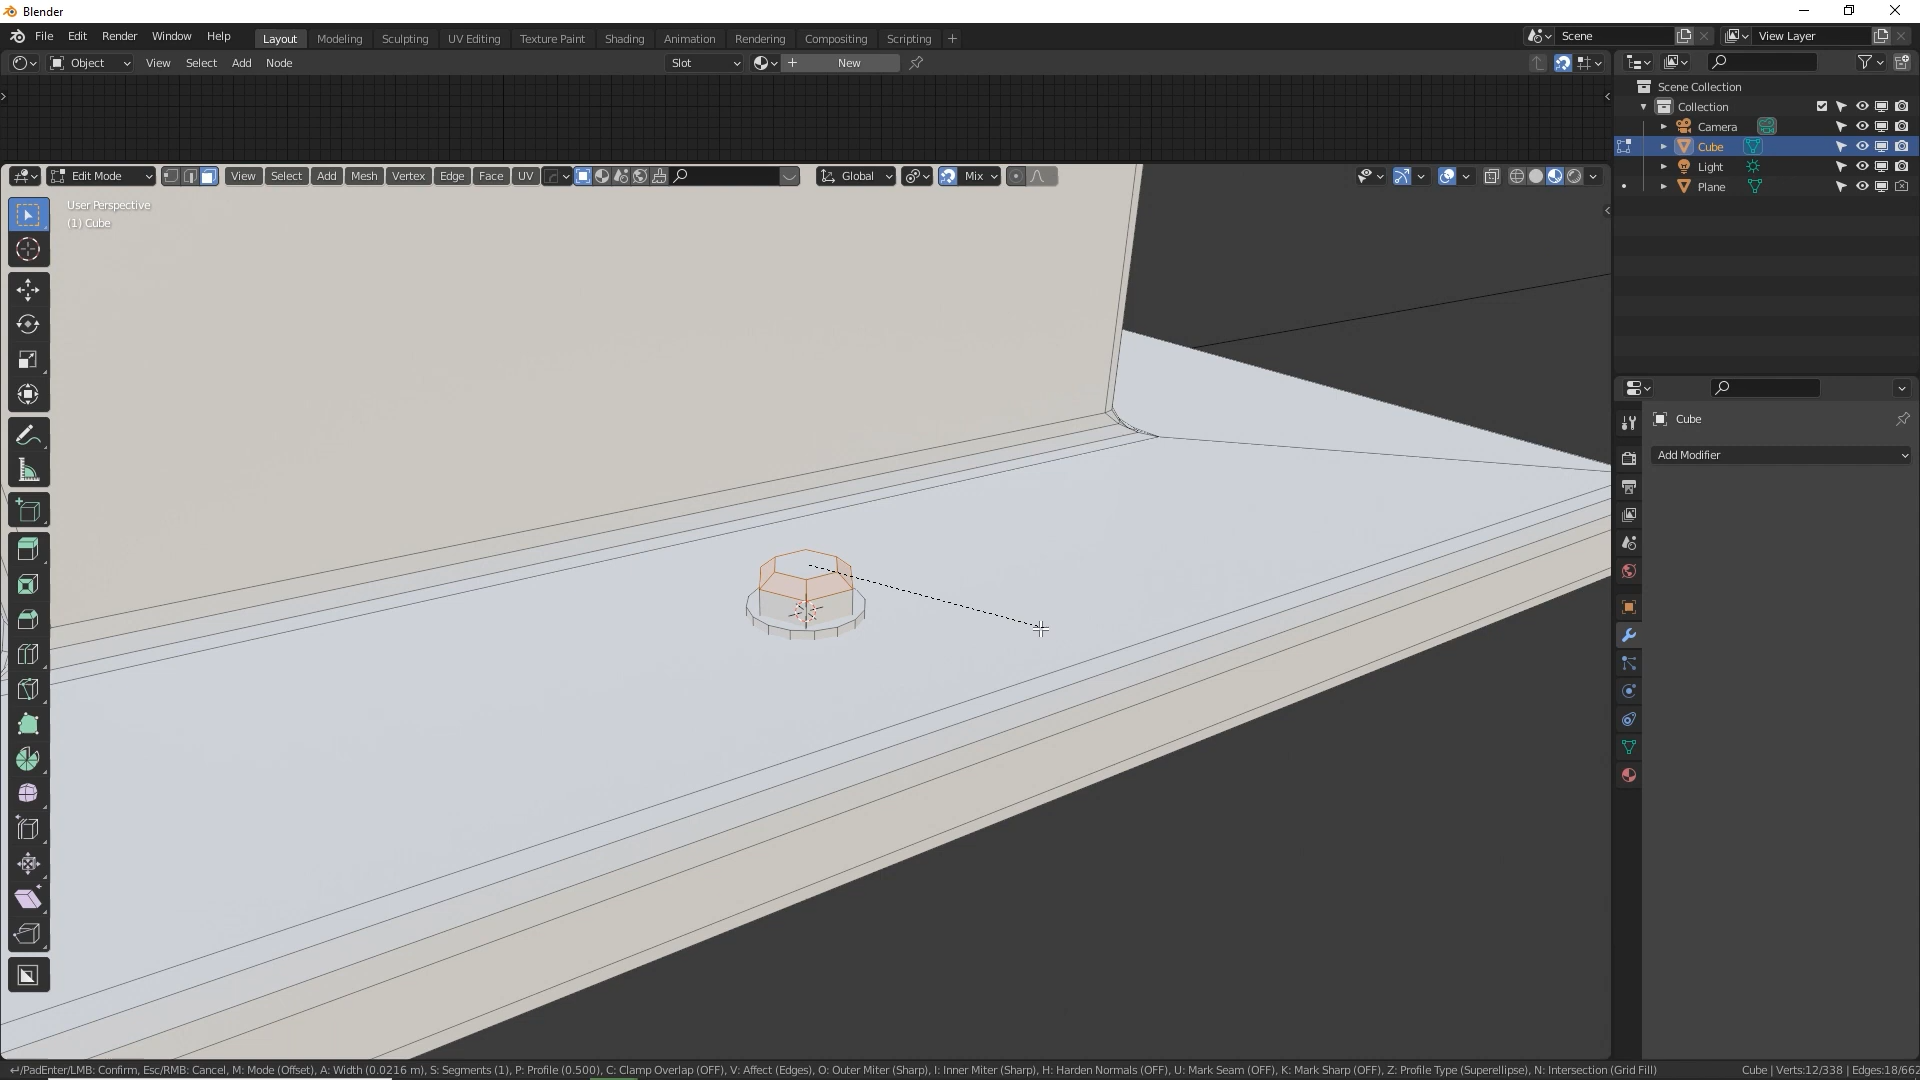 Blender
File Edit Render Window Help
Layout Modeling Sculpting UV Editing Texture Paint Shading Animation Rendering Compositing Scripting +
Scene
View Layer
Object View Select Add Node
Slot
New
Scene Collection
Collection
Camera
Cube
Light
Plane
Edit Mode View Select Add Mesh Vertex Edge Face UV
Global
Mix
User Perspective
(1) Cube
Cube
Add Modifier
↵/PadEnter/LMB: Confirm, Esc/RMB: Cancel, M: Mode (Offset), A: Width (0.0216 m), S: Segments (1), P: Profile (0.500), C: Clamp Overlap (OFF), V: Affect (Edges), O: Outer Miter (Sharp), I: Inner Miter (Sharp), H: Harden Normals (OFF), U: Mark Seam (OFF), K: Mark Sharp (OFF), Z: Profile Type (Superellipse), N: Intersection (Grid Fill)
Cube | Verts:12/338 | Edges:18/662